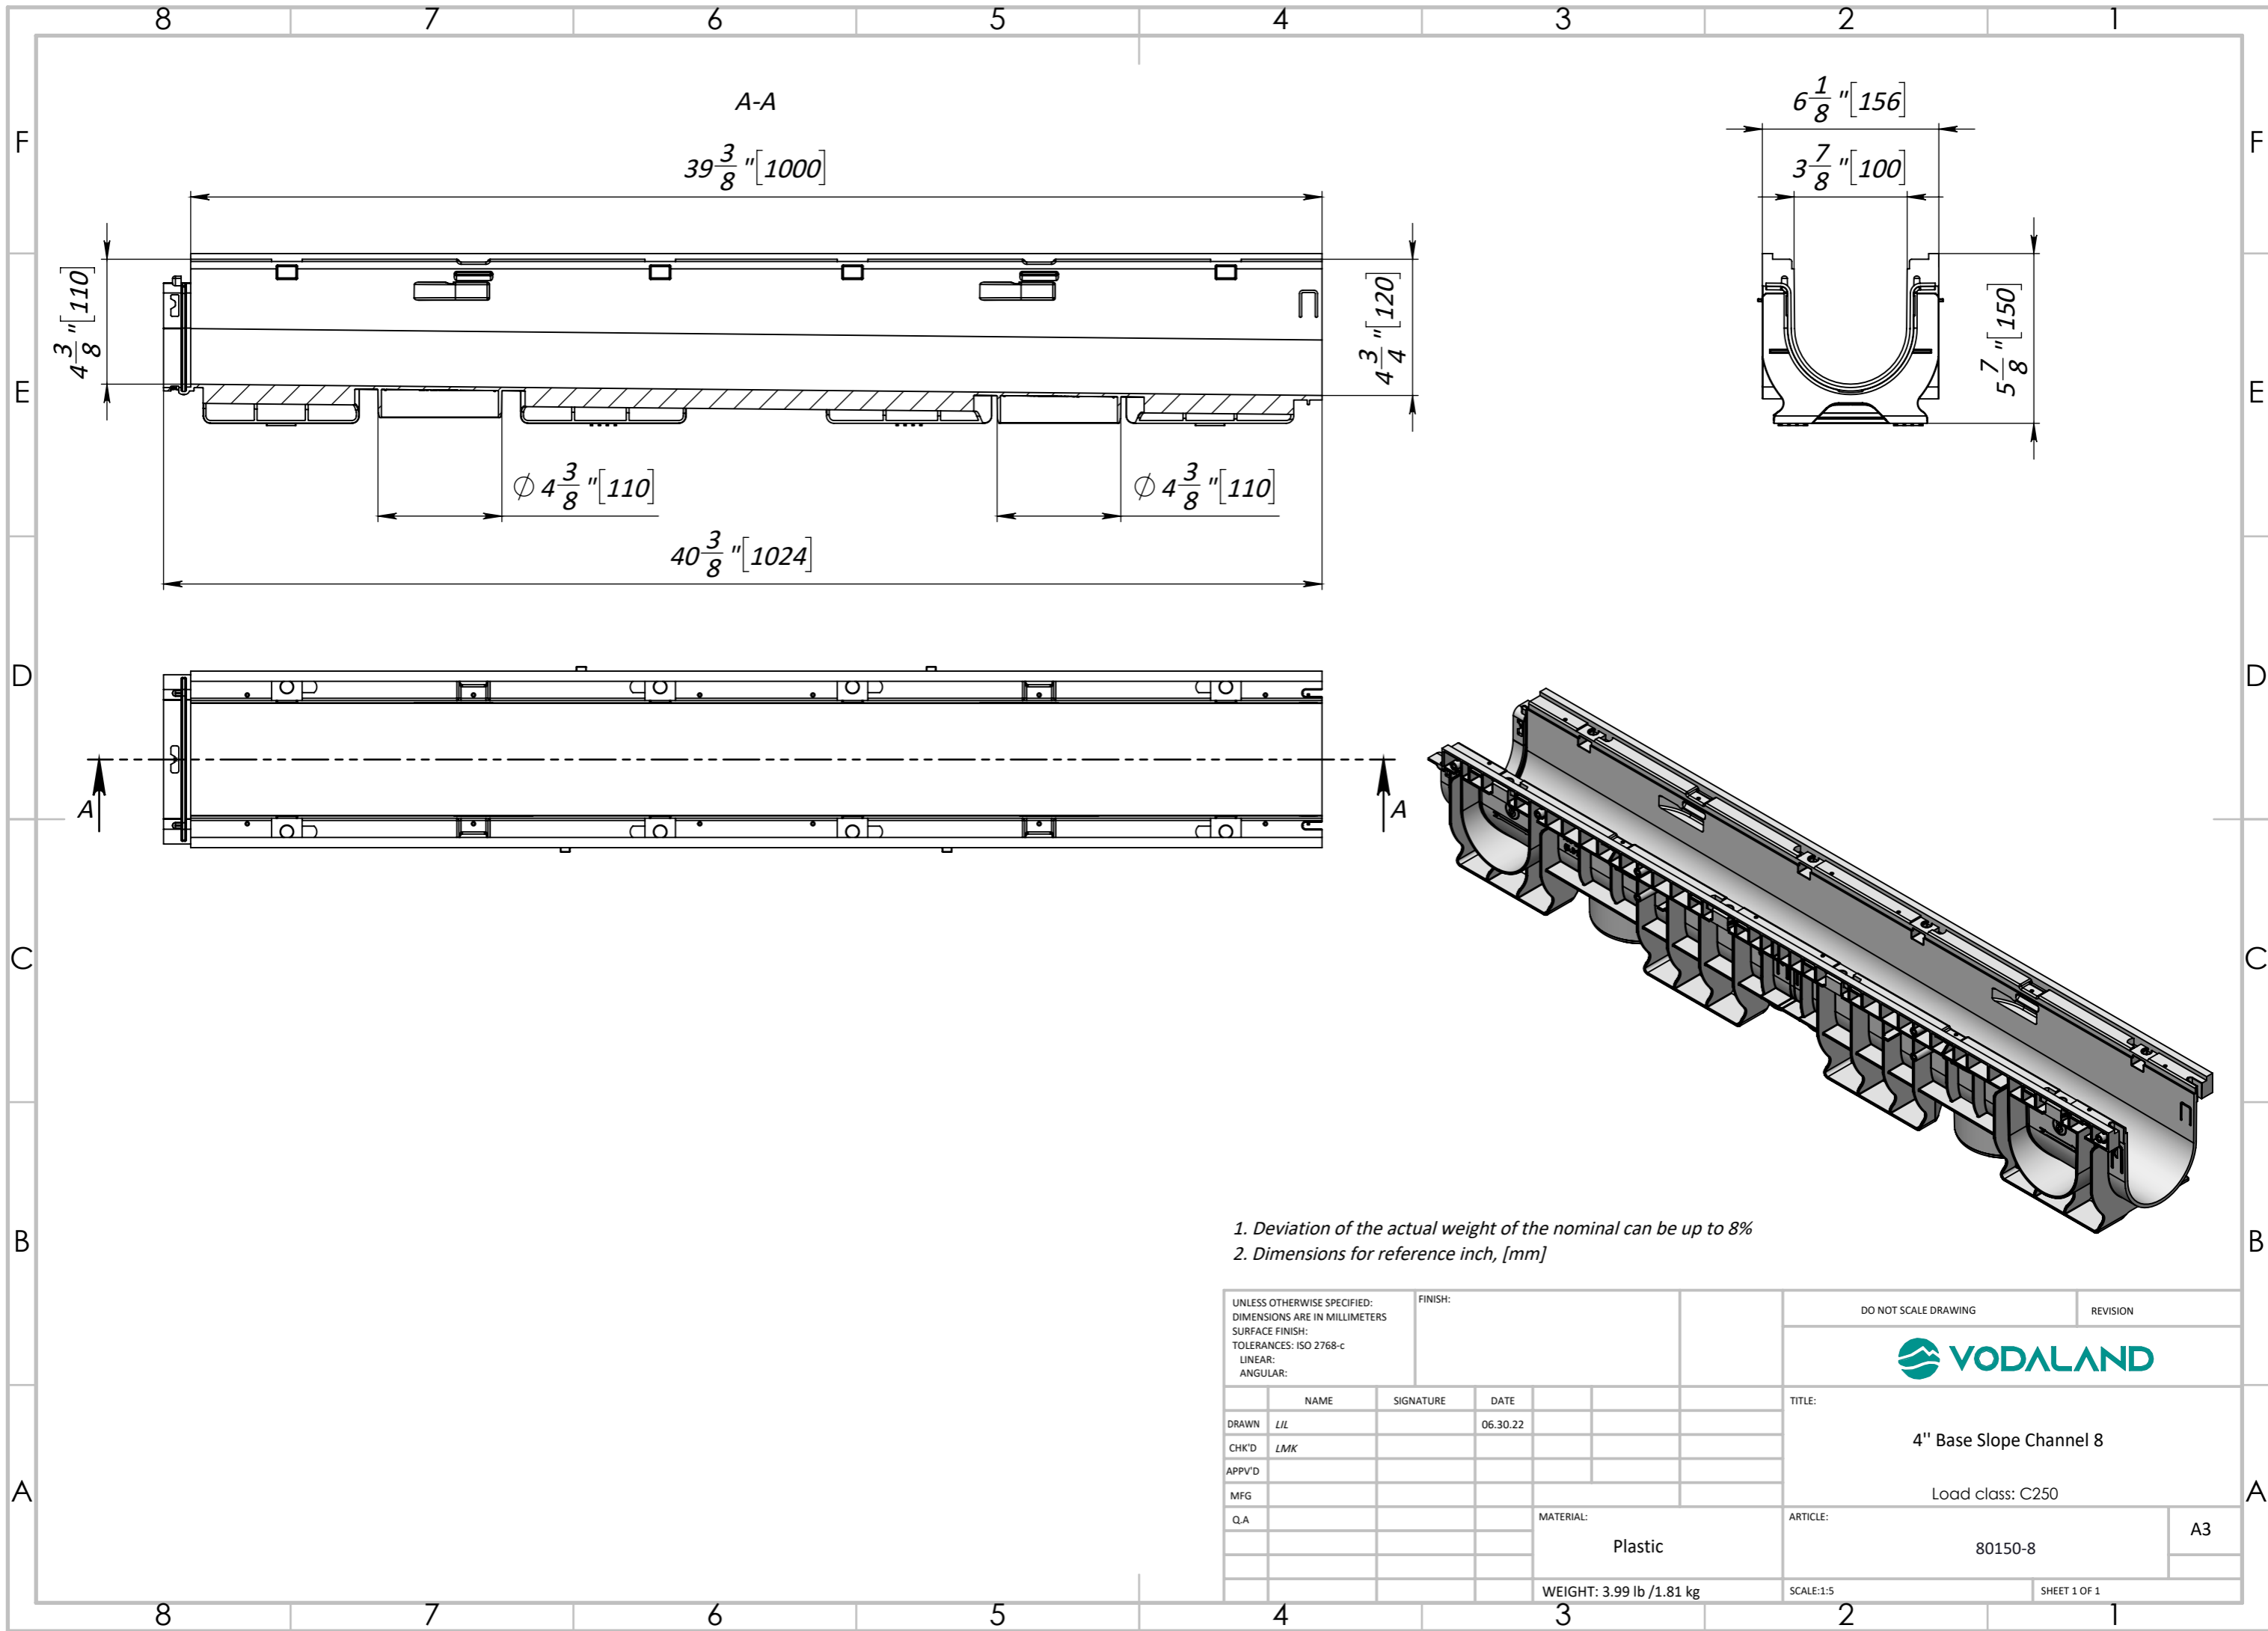 8 7 6 5 4 3 2 1
F
F
E
E
D
D
C
C
B
B
A
A
A-A
39 3/8 "[1000]
4 3/8 "[110]
4 3/4 "[120]
Ø 4 3/8 "[110]
Ø 4 3/8 "[110]
40 3/8 "[1024]
6 1/8 "[156]
3 7/8 "[100]
5 7/8 "[150]
A
A
1. Deviation of the actual weight of the nominal can be up to 8%
2. Dimensions for reference inch, [mm]
UNLESS OTHERWISE SPECIFIED:
DIMENSIONS ARE IN MILLIMETERS
SURFACE FINISH:
TOLERANCES: ISO 2768-c
LINEAR:
ANGULAR:
FINISH:
DO NOT SCALE DRAWING
REVISION
VODALAND
NAME SIGNATURE DATE
DRAWN LIL 06.30.22
CHK'D LMK
APPV'D
MFG
Q.A
TITLE:
4'' Base Slope Channel 8
Load class: C250
MATERIAL:
Plastic
ARTICLE:
80150-8
A3
WEIGHT: 3.99 lb /1.81 kg
SCALE:1:5
SHEET 1 OF 1
8 7 6 5 4 3 2 1